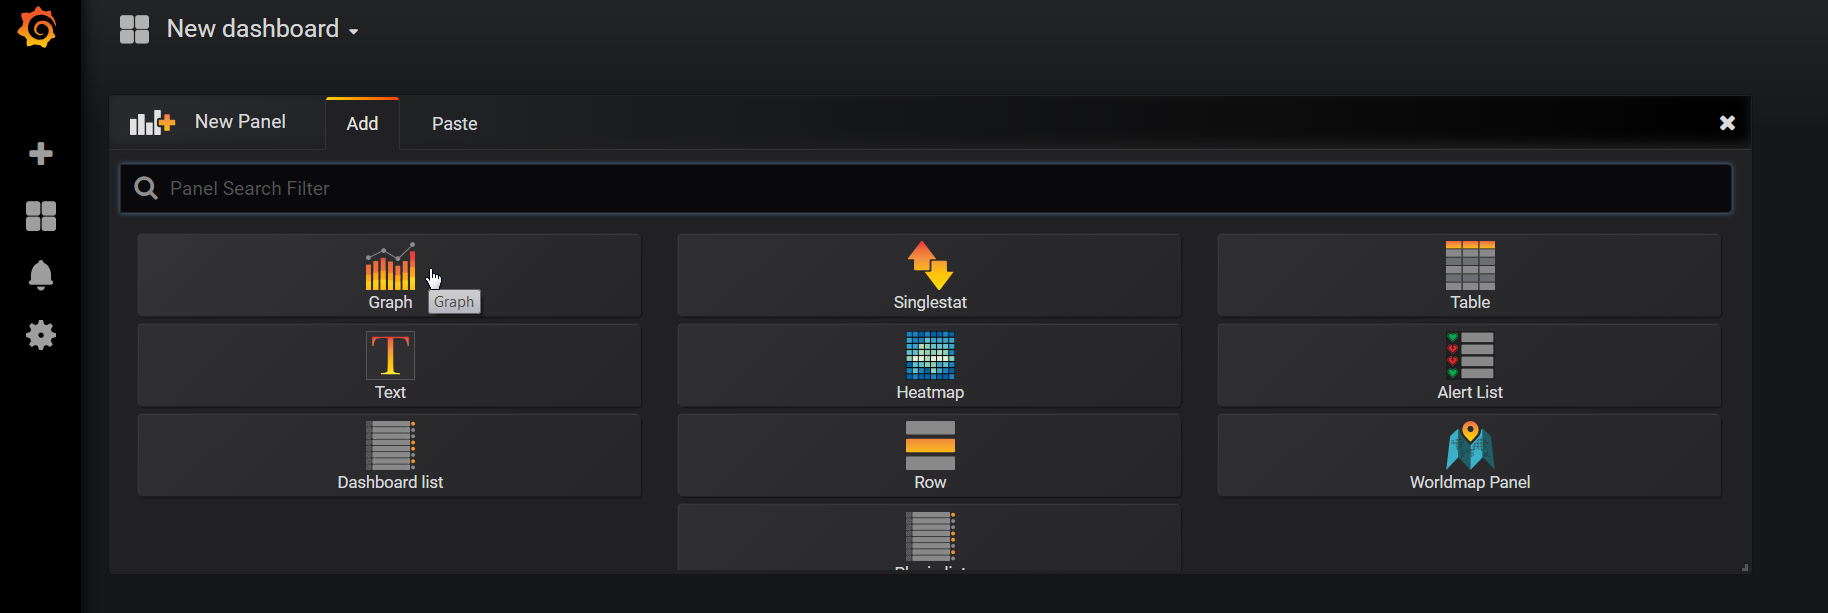 New dashboard
New Panel
Add
Paste
Panel Search Filter
Graph
Graph
Singlestat
Table
Text
Heatmap
Alert List
Dashboard list
Row
Worldmap Panel